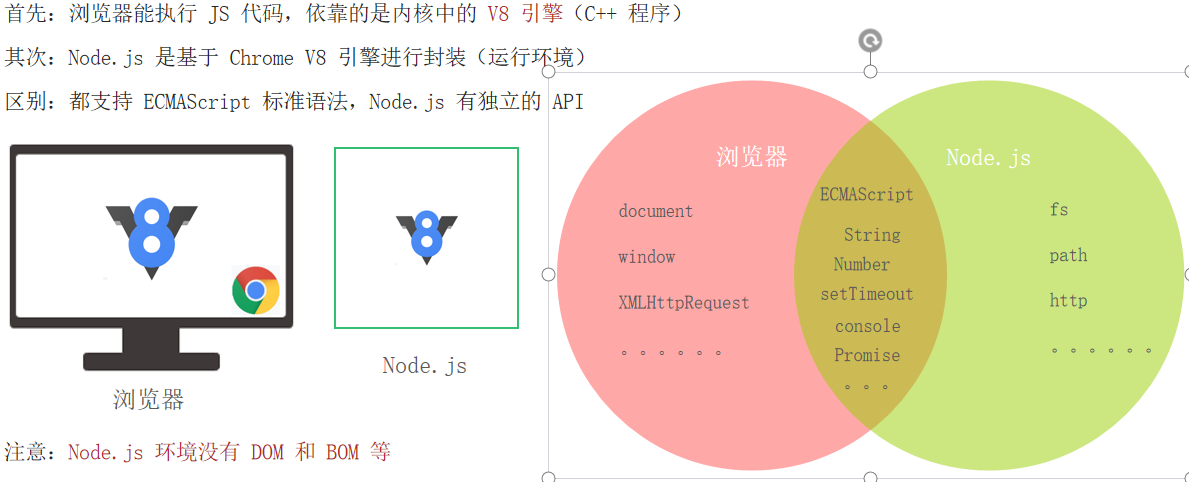 首先：浏览器能执行 JS 代码，依靠的是内核中的 V8 引擎（C++ 程序）
其次：Node.js 是基于 Chrome V8 引擎进行封装（运行环境）
区别：都支持 ECMAScript 标准语法，Node.js 有独立的 API
8
浏览器
8
Node.js
注意：Node.js 环境没有 DOM 和 BOM 等
浏览器
document
window
XMLHttpRequest
。。。。。。
ECMAScript
String
Number
setTimeout
console
Promise
。。。
Node.js
fs
path
http
。。。。。。